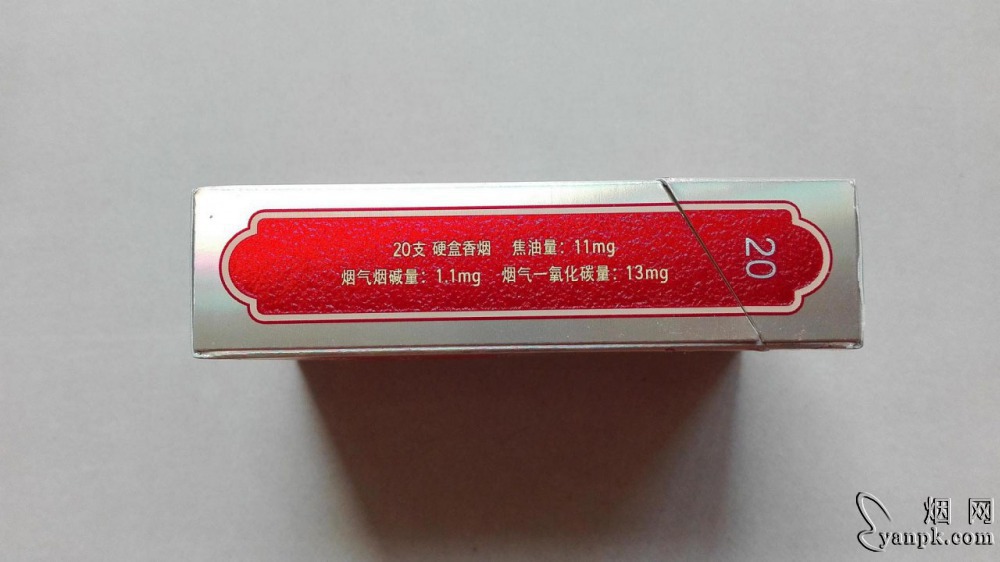 20支 硬盒香烟 焦油量：11mg
烟气烟碱量：1.1mg 烟气一氧化碳量：13mg
20
烟网
yanpk.com